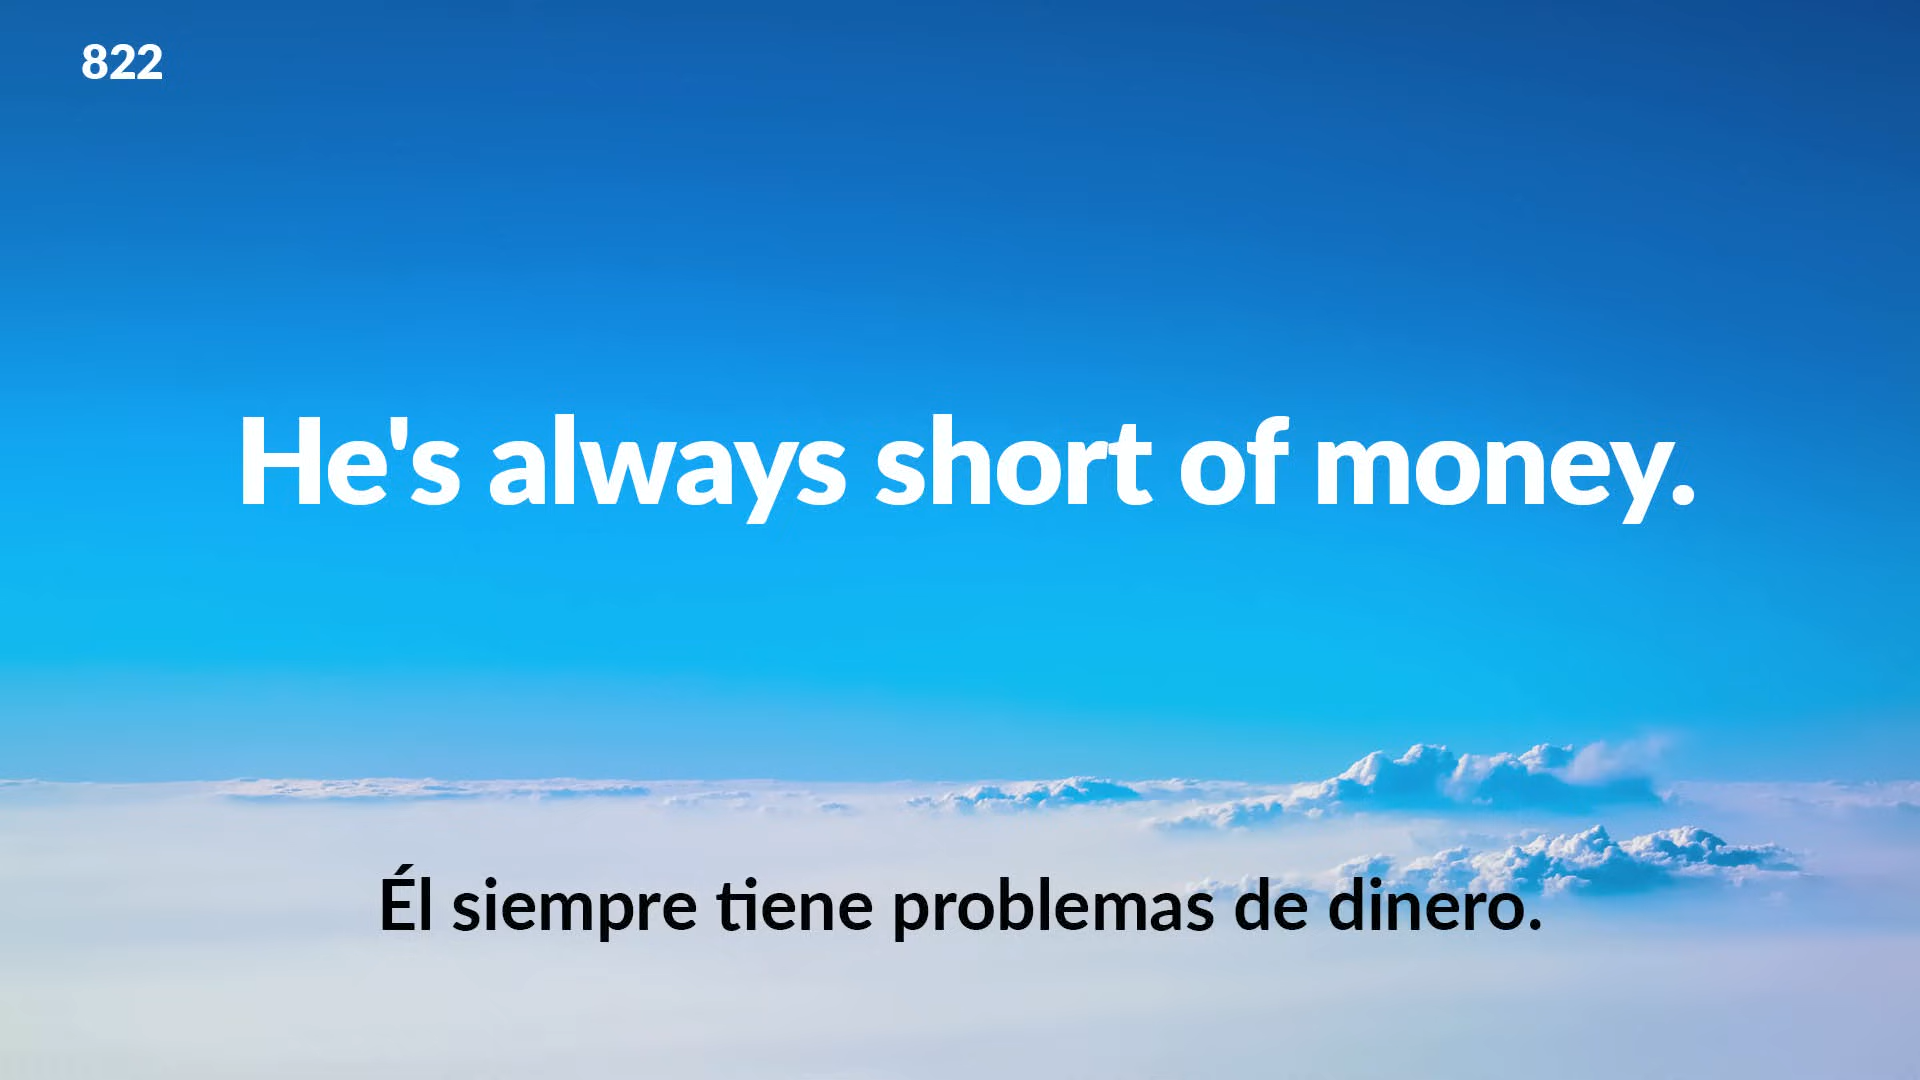 822
He's always short of money.
Él siempre tiene problemas de dinero.